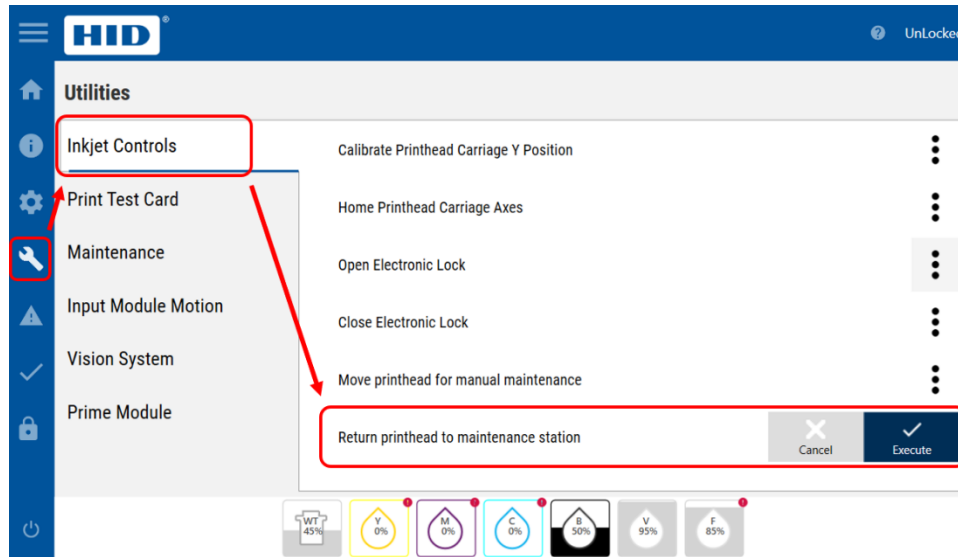 HID®
UnLocked
Utilities
Inkjet Controls
Print Test Card
Maintenance
Input Module Motion
Vision System
Prime Module
Calibrate Printhead Carriage Y Position
Home Printhead Carriage Axes
Open Electronic Lock
Close Electronic Lock
Move printhead for manual maintenance
Return printhead to maintenance station
Cancel
Execute
WT
45%
Y
0%
M
0%
C
0%
B
50%
V
95%
F
85%